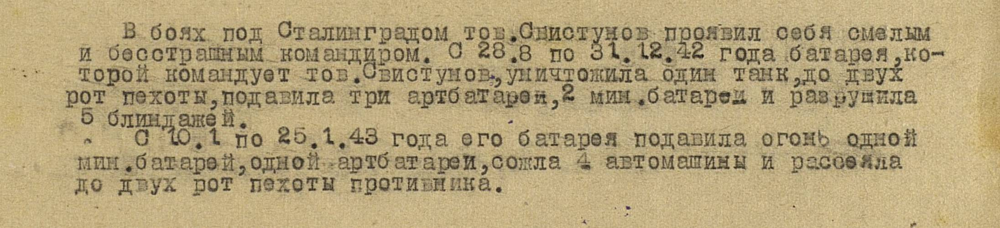 В боях под Сталинградом тов.Свистунов проявил себя смелым
и бесстрашным командиром. С 28.8 по 31.12.42 года батарея,ко-
торой командует тов.Свистунов,уничтожила один танк,до двух
рот пехоты,подавила три артбатареи,2 мин.батареи и разрушила
5 блиндажей.
С 10.1 по 25.1.43 года его батарея подавила огонь одной
мин.батарей,одной артбатареи,сожла 4 автомашины и рассеяла
до двух рот пехоты противника.